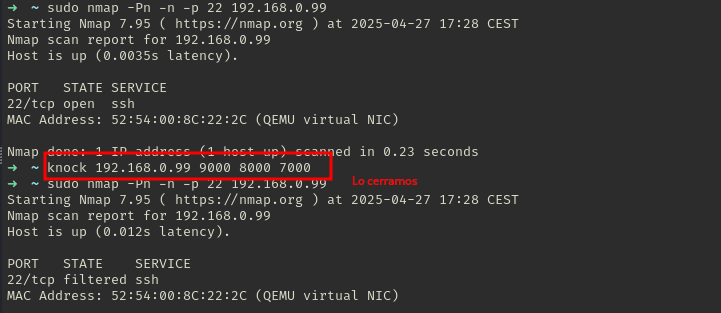 ➜  ~ sudo nmap -Pn -n -p 22 192.168.0.99
Starting Nmap 7.95 ( https://nmap.org ) at 2025-04-27 17:28 CEST
Nmap scan report for 192.168.0.99
Host is up (0.0035s latency).
PORT   STATE SERVICE
22/tcp open  ssh
MAC Address: 52:54:00:8C:22:2C (QEMU virtual NIC)
Nmap done: 1 IP address (1 host up) scanned in 0.23 seconds
➜  ~ knock 192.168.0.99 9000 8000 7000
➜  ~ sudo nmap -Pn -n -p 22 192.168.0.99
Lo cerramos
Starting Nmap 7.95 ( https://nmap.org ) at 2025-04-27 17:28 CEST
Nmap scan report for 192.168.0.99
Host is up (0.012s latency).
PORT   STATE    SERVICE
22/tcp filtered ssh
MAC Address: 52:54:00:8C:22:2C (QEMU virtual NIC)